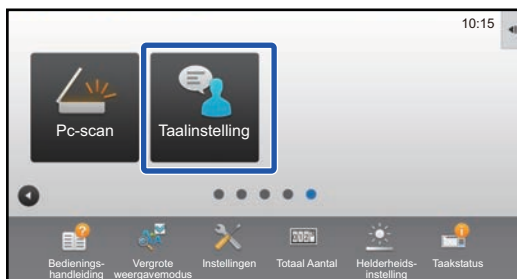 10:15
Pc-scan
Taalinstelling
Bedienings-
handleiding
Vergrote
weergavemodus
Instellingen
Totaal Aantal
Helderheids-
instelling
Taakstatus